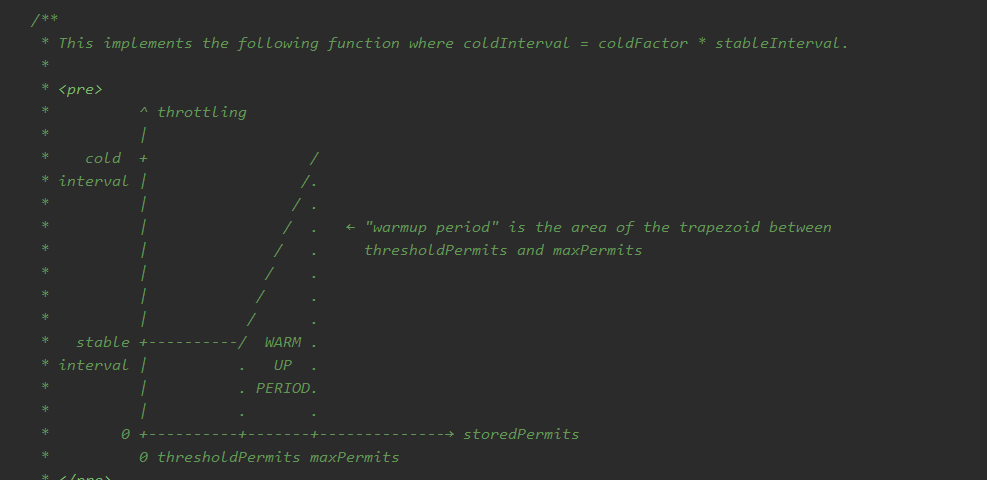 /**
 * This implements the following function where coldInterval = coldFactor * stableInterval.
 *
 * <pre>
 *          ^ throttling
 *          |
 *    cold  +                  /
 * interval |                 /.
 *          |                / .
 *          |               /  .   ← "warmup period" is the area of the trapezoid between
 *          |              /   .     thresholdPermits and maxPermits
 *          |             /    .
 *          |            /     .
 *          |           /      .
 *   stable +----------/  WARM .
 * interval |          .   UP  .
 *          |          . PERIOD.
 *          |          .       .
 *        0 +----------+-------+--------------→ storedPermits
 *          0 thresholdPermits maxPermits
 * </pre>